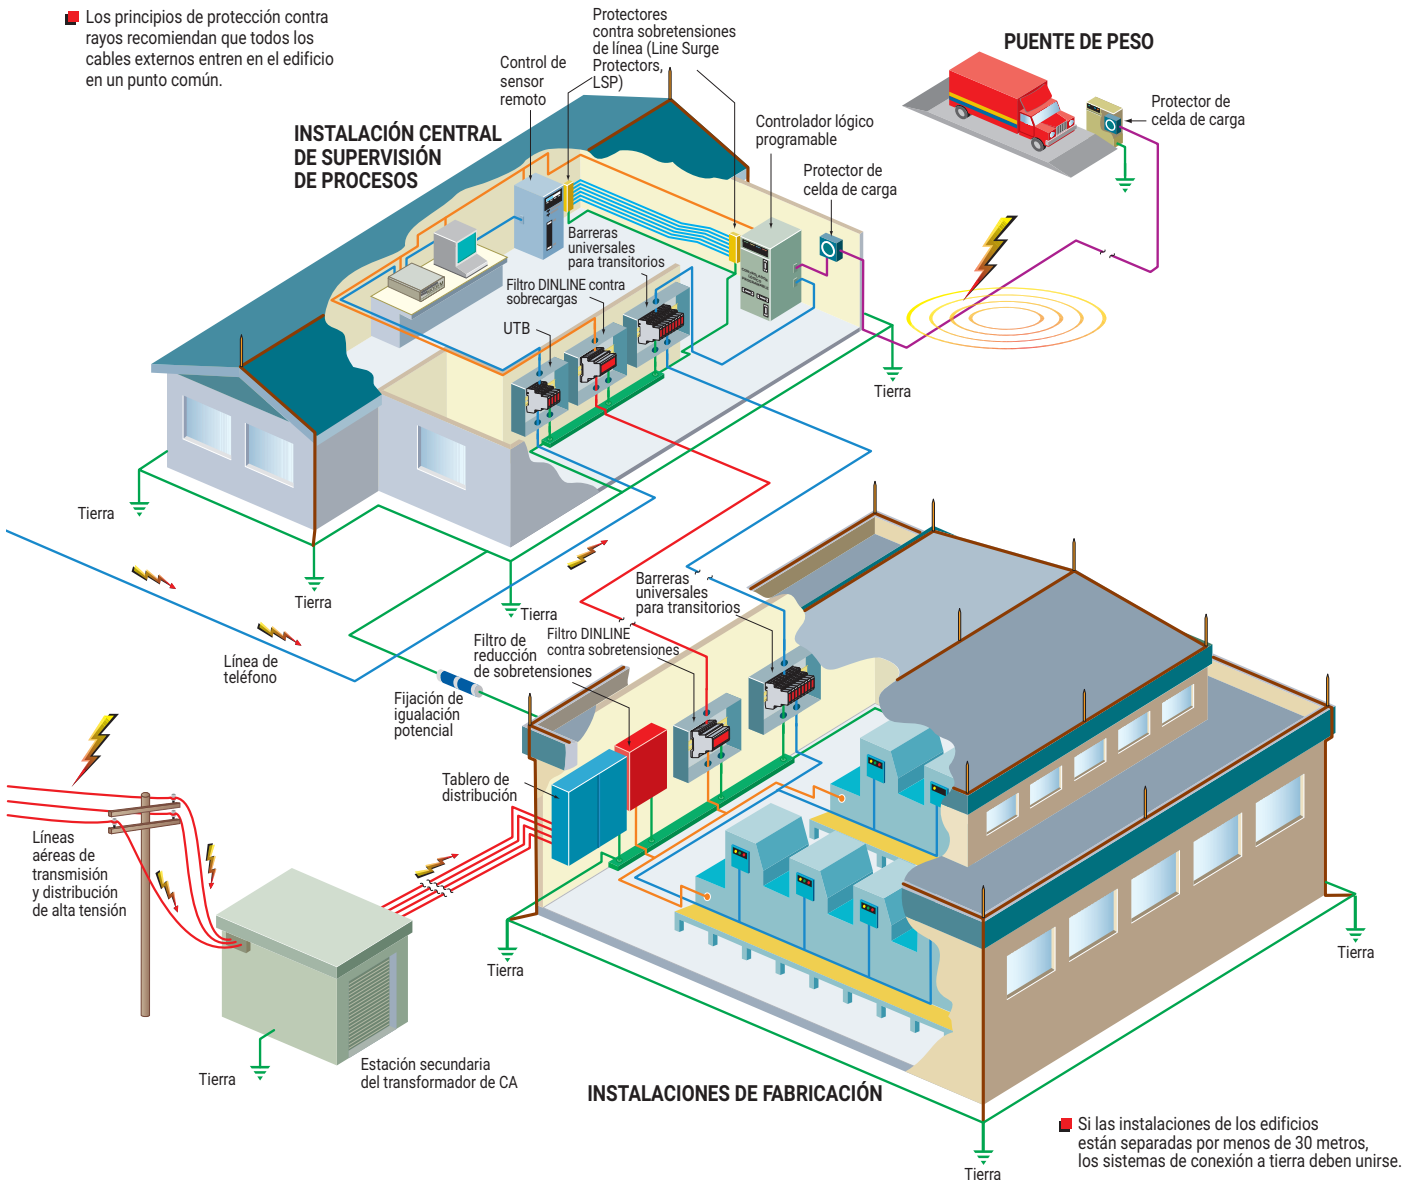 Los principios de protección contra
rayos recomiendan que todos los
cables externos entren en el edificio
en un punto común.
Protectores
contra sobretensiones
de línea (Line Surge
Protectors,
LSP)
Control de
sensor
remoto
PUENTE DE PESO
Protector de
celda de carga
Controlador lógico
programable
INSTALACIÓN CENTRAL
DE SUPERVISIÓN
DE PROCESOS
Protector de
celda de carga
Barreras
universales
para transitorios
Filtro DINLINE contra
sobrecargas
UTB
Tierra
Tierra
Tierra
Tierra
Línea de
teléfono
Barreras
universales
para transitorios
Filtro DINLINE
contra sobretensiones
Filtro de
reducción
de sobretensiones
Fijación de
igualación
potencial
Tablero de
distribución
Líneas
aéreas de
transmisión
y distribución
de alta tensión
Tierra
Tierra
Tierra
Estación secundaria
del transformador de CA
INSTALACIONES DE FABRICACIÓN
Si las instalaciones de los edificios
están separadas por menos de 30 metros,
los sistemas de conexión a tierra deben unirse.
Tierra